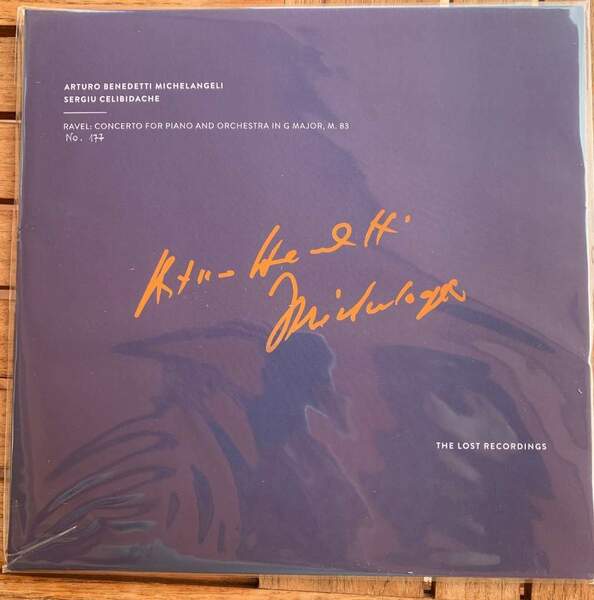 ARTURO BENEDETTI MICHELANGELI
SERGIU CELIBIDACHE
RAVEL: CONCERTO FOR PIANO AND ORCHESTRA IN G MAJOR, M. 83
No. 177
THE LOST RECORDINGS